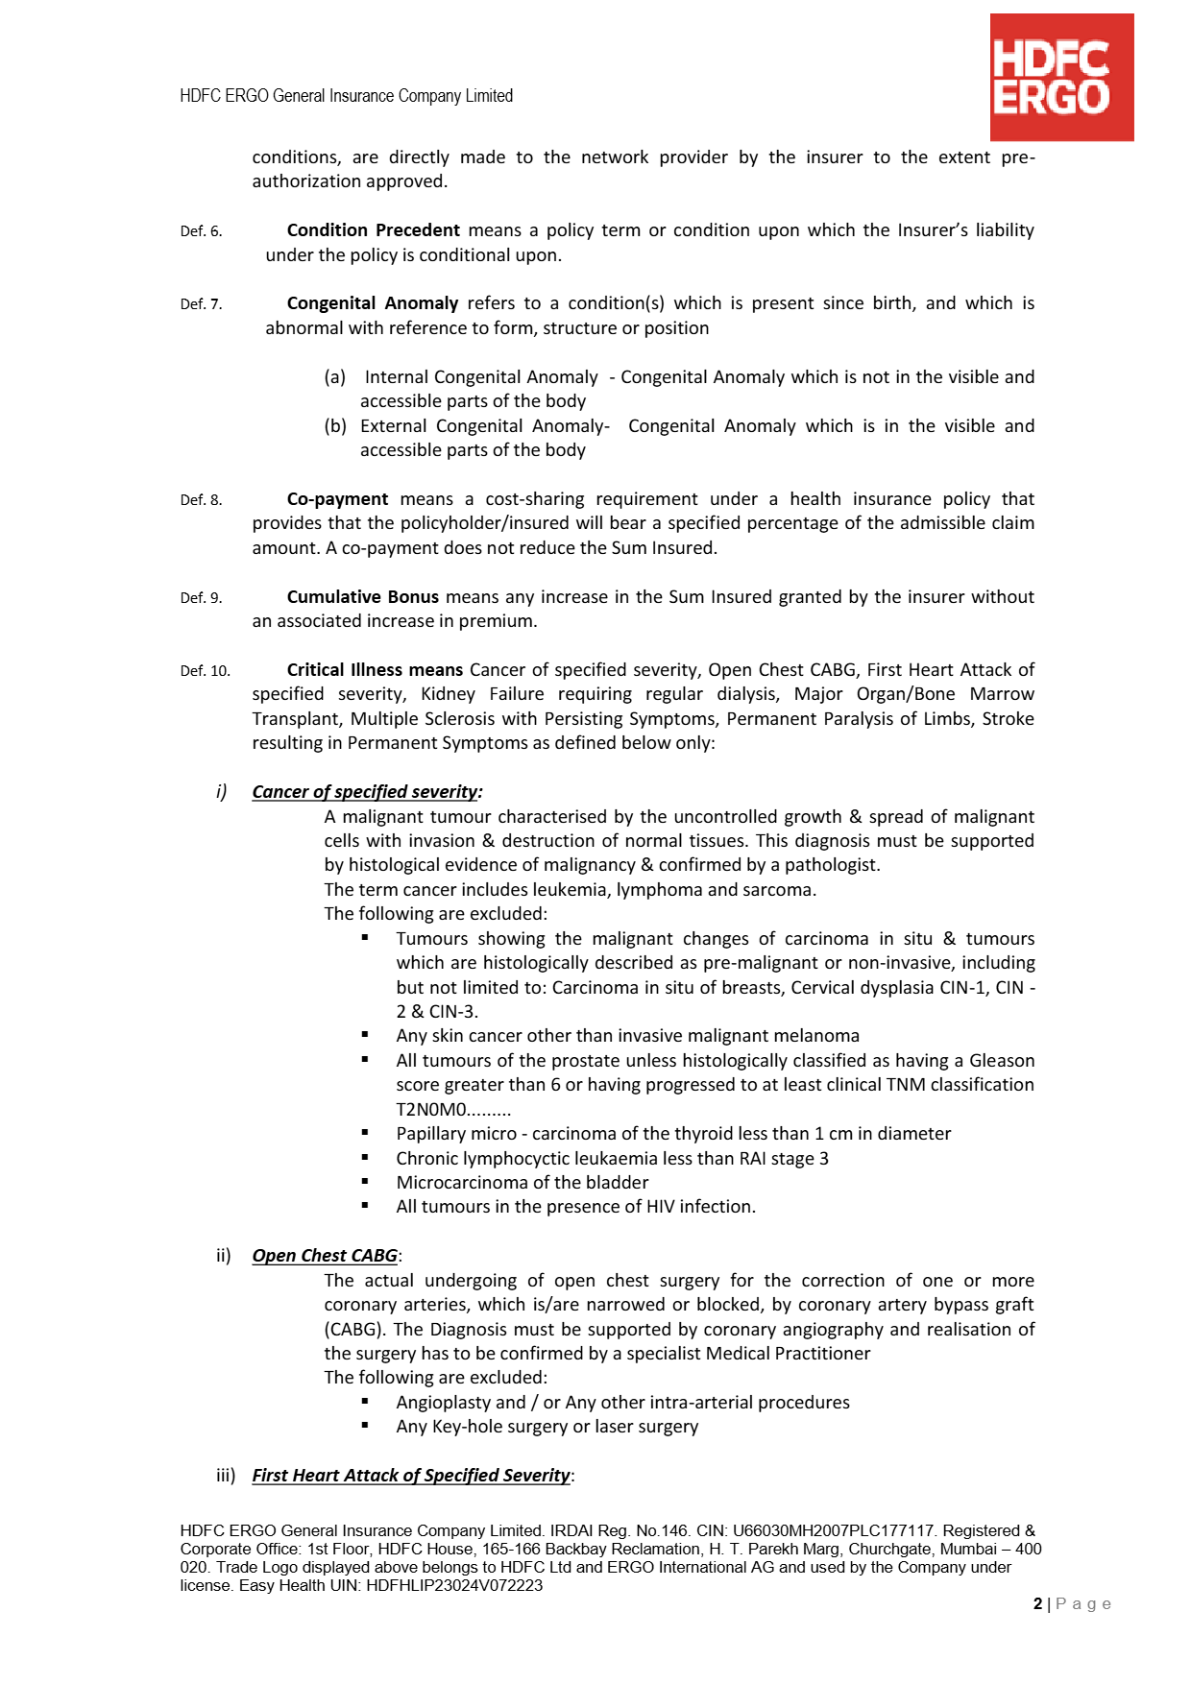 HDFC
ERGO
HDFC ERGO General Insurance Company Limited
conditions, are directly made to the network provider by the insurer to the extent pre-
authorization approved.
Def. 6. Condition Precedent means a policy term or condition upon which the Insurer’s liability
under the policy is conditional upon.
Def. 7. Congenital Anomaly refers to a condition(s) which is present since birth, and which is
abnormal with reference to form, structure or position
(a) Internal Congenital Anomaly - Congenital Anomaly which is not in the visible and
accessible parts of the body
(b) External Congenital Anomaly- Congenital Anomaly which is in the visible and
accessible parts of the body
Def. 8. Co-payment means a cost-sharing requirement under a health insurance policy that
provides that the policyholder/insured will bear a specified percentage of the admissible claim
amount. A co-payment does not reduce the Sum Insured.
Def. 9. Cumulative Bonus means any increase in the Sum Insured granted by the insurer without
an associated increase in premium.
Def. 10. Critical Illness means Cancer of specified severity, Open Chest CABG, First Heart Attack of
specified severity, Kidney Failure requiring regular dialysis, Major Organ/Bone Marrow
Transplant, Multiple Sclerosis with Persisting Symptoms, Permanent Paralysis of Limbs, Stroke
resulting in Permanent Symptoms as defined below only:
i) Cancer of specified severity:
A malignant tumour characterised by the uncontrolled growth & spread of malignant
cells with invasion & destruction of normal tissues. This diagnosis must be supported
by histological evidence of malignancy & confirmed by a pathologist.
The term cancer includes leukemia, lymphoma and sarcoma.
The following are excluded:
▪ Tumours showing the malignant changes of carcinoma in situ & tumours
which are histologically described as pre-malignant or non-invasive, including
but not limited to: Carcinoma in situ of breasts, Cervical dysplasia CIN-1, CIN -
2 & CIN-3.
▪ Any skin cancer other than invasive malignant melanoma
▪ All tumours of the prostate unless histologically classified as having a Gleason
score greater than 6 or having progressed to at least clinical TNM classification
T2N0M0.........
▪ Papillary micro - carcinoma of the thyroid less than 1 cm in diameter
▪ Chronic lymphocyctic leukaemia less than RAI stage 3
▪ Microcarcinoma of the bladder
▪ All tumours in the presence of HIV infection.
ii) Open Chest CABG:
The actual undergoing of open chest surgery for the correction of one or more
coronary arteries, which is/are narrowed or blocked, by coronary artery bypass graft
(CABG). The Diagnosis must be supported by coronary angiography and realisation of
the surgery has to be confirmed by a specialist Medical Practitioner
The following are excluded:
▪ Angioplasty and / or Any other intra-arterial procedures
▪ Any Key-hole surgery or laser surgery
iii) First Heart Attack of Specified Severity:
HDFC ERGO General Insurance Company Limited. IRDAI Reg. No.146. CIN: U66030MH2007PLC177117. Registered &
Corporate Office: 1st Floor, HDFC House, 165-166 Backbay Reclamation, H. T. Parekh Marg, Churchgate, Mumbai – 400
020. Trade Logo displayed above belongs to HDFC Ltd and ERGO International AG and used by the Company under
license. Easy Health UIN: HDFHLIP23024V072223
2 | Page